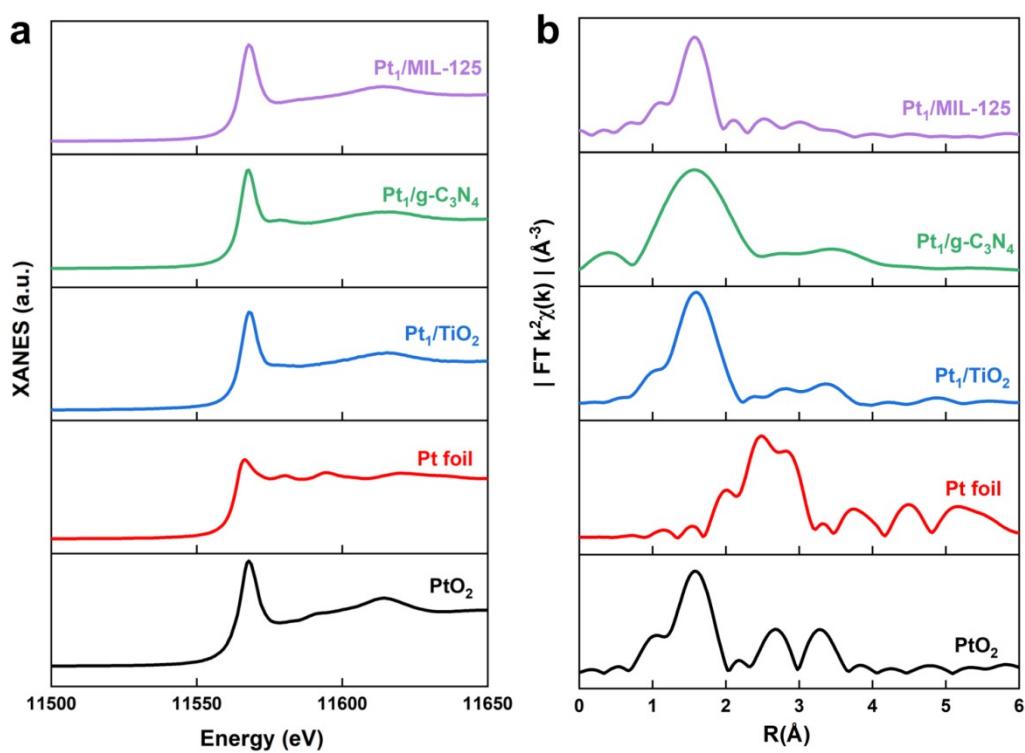 a
XANES (a.u.)
Pt₁/MIL-125
Pt₁/g-C₃N₄
Pt₁/TiO₂
Pt foil
PtO₂
11500 11550 11600 11650
Energy (eV)
b
| FT k²χ(k) | (Å⁻³)
Pt₁/MIL-125
Pt₁/g-C₃N₄
Pt₁/TiO₂
Pt foil
PtO₂
0 1 2 3 4 5 6
R(Å)